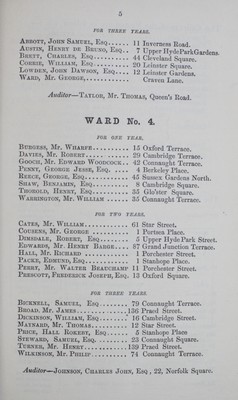 5
FOR THREE YEARS.
ABBOTT, JOHN SAMUEL, ESQ...... 11 Inverness Road.
AUSTIN, HENRY DE BRUNO, ESQ.. 7 Upper HydeParkGardens.
BRETT, CHARLES, ESQ............ 44 Cleveland Square.
CORRIE, WILLIAM, ESQ.......... 20 Leinster Square.
LOWDEN, JOHN DAWSON, ESQ.... 12 Leinster Gardens.
WARD, MR. GEORGE.............. Craven Lane.
Auditor—TAYLOR, MR. THOMAS, Queen's Road.
WARD No. 4.
FOR ONE YEAR.
BURGESS, MR. WHARFE........... 15 Oxford Terrace.
DAVIES, MR. ROBERT............ 29 Cambridge Terrace.
GOOCH, MR. EDWARD WOODCOCK.. 42 Connaught Terrace.
PENNY, GEORGE JESSE, ESQ. .... 4 Berkeley Place.
REECE, GEORGE, ESQ............ 45 Sussex Gardens North.
SHAW, BENJAMIN, ESQ .......... 8 Cambridge Square.
THOROLD, HENRY, ESQ........... 35 Glo'ster Square.
WARRINGTON, MR. WILLIAM ...... 35 Connaught Terrace.
FOR TWO YEARS.
CATES, MR. WILLIAM............ 61 Star Street.
COUSENS, MR. GEORGE .......... 1 Porteus Place.
DIMSDALE, ROBERT, ESQ......... 5 Upper Hyde Park Street.
EDWARDS, MR. HENRY BASSE.... 67 Grand Junction Terrace.
HALL, MR. RICHARD ............ 1 Porchester Street.
PACKE, EDMUND, ESQ............ 1 Stanhope Place.
PERRY, MR. WALTER BEAUCHAMP 11 Porchester Street.
PRESCOTT, FREDERICK JOSEPH, ESQ. 13 Oxford Square.
FOR THREE YEARS.
BICKNELL, SAMUEL, ESQ ........ 79 Connaught Terrace.
BROAD, MR. JAMES..............136 Praed Street.
DICKINSON, WILLIAM, ESQ ...... 16 Cambridge Street.
MAYNARD, MR. THOMAS........... 12 Star Street.
PRICE, HALL ROKEBY, ESQ ...... 5 Stanhope Place
STEWARD, SAMUEL, ESQ. ........ 23 Connaught Square.
TURNER, MR. HENRY.............139 Praed Street.
WILKINSON, MR. PHILIP ........ 74 Connaught Terrace.
Auditor—JOHNSON, CHARLES JOHN, ESQ, 22, Norfolk Square.